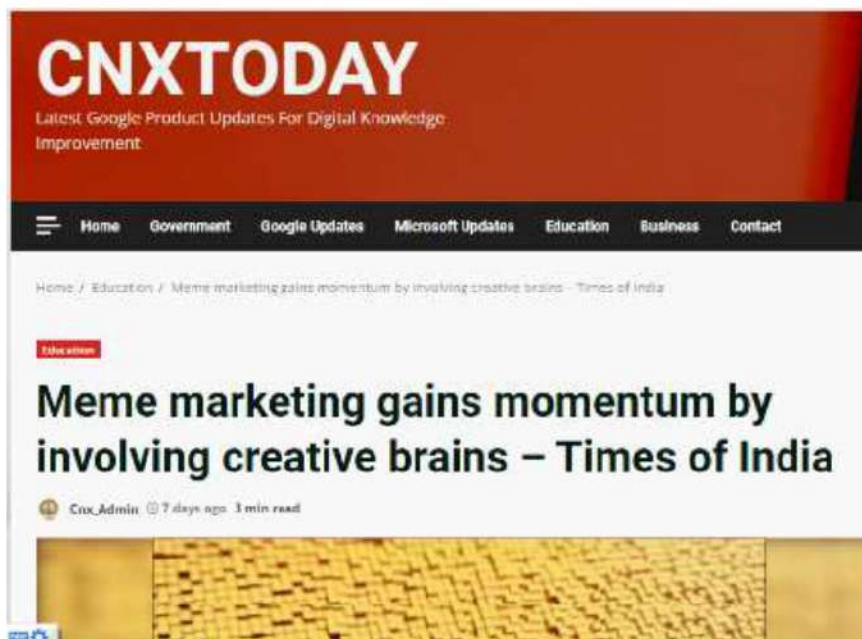 CNXTODAY
Latest Google Product Updates For Digital Knowledge
Improvement
Home Government Google Updates Microsoft Updates Education Business Contact
Home / Education / Meme marketing gains momentum by involving creative brains – Times of India
Education
Meme marketing gains momentum by
involving creative brains – Times of India
Cnx_Admin 7 days ago 3 min read